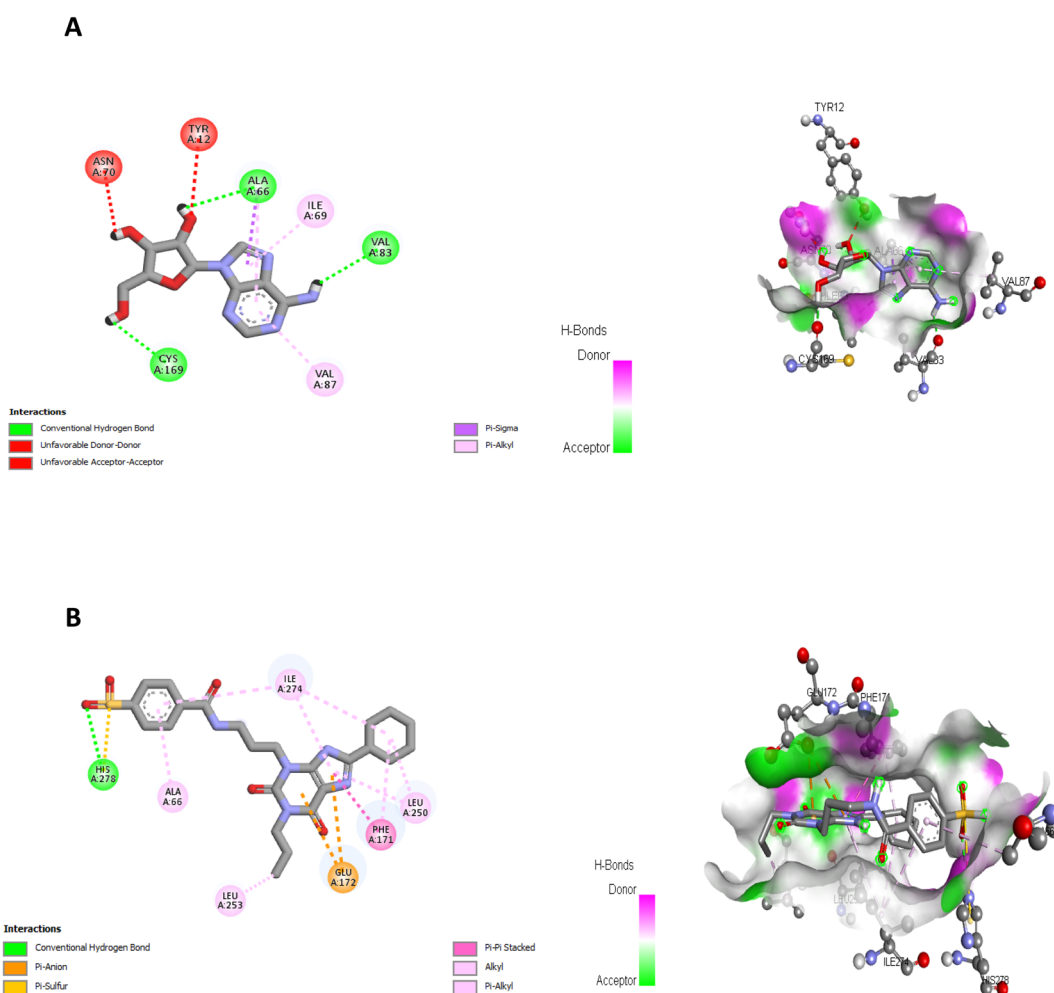 A
TYR
A:12
ASN
A:70
ALA
A:66
ILE
A:69
VAL
A:83
CYS
A:169
VAL
A:87
Interactions
Conventional Hydrogen Bond
Unfavorable Donor-Donor
Unfavorable Acceptor-Acceptor
Pi-Sigma
Pi-Alkyl
H-Bonds
Donor
Acceptor
TYR12
ALA66
VAL87
CYS169
VAL83
B
ILE
A:274
HIS
A:278
ALA
A:66
LEU
A:250
PHE
A:171
GLU
A:172
LEU
A:253
Interactions
Conventional Hydrogen Bond
Pi-Anion
Pi-Sulfur
Pi-Pi Stacked
Alkyl
Pi-Alkyl
H-Bonds
Donor
Acceptor
GLU172
PHE171
ILE274
HIS278